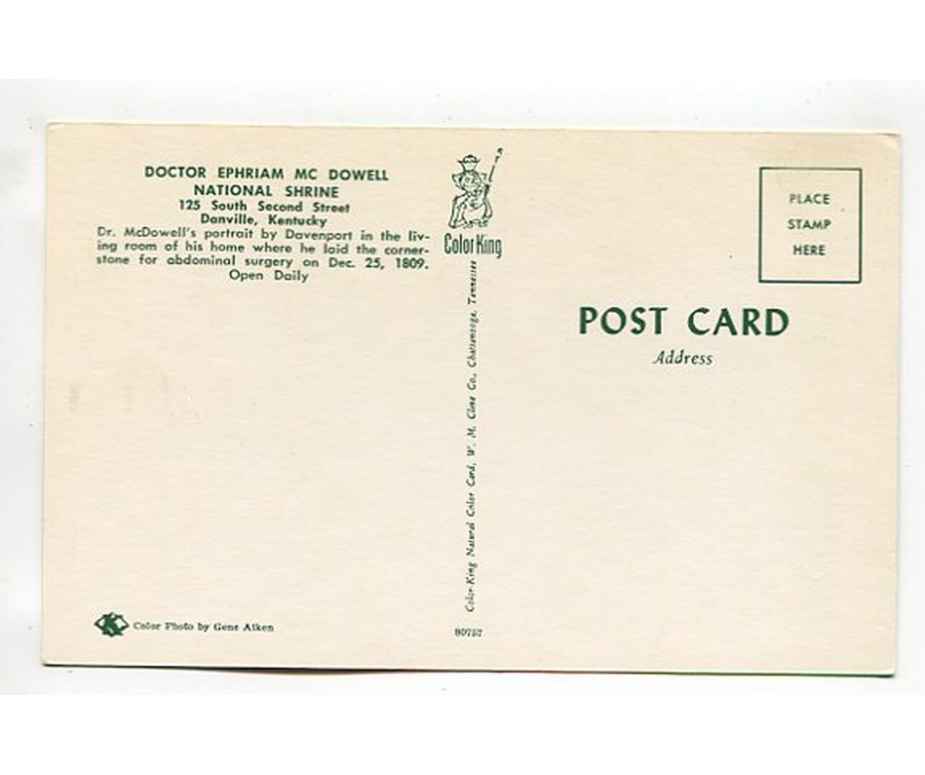 DOCTOR EPHRIAM MC DOWELL
NATIONAL SHRINE
125 South Second Street
Danville, Kentucky
Dr. McDowell's portrait by Davenport in the liv-
ing room of his home where he laid the corner-
stone for abdominal surgery on Dec. 25, 1809.
Open Daily
Color King
Color-King Natural Color Card, W. M. Cline Co., Chattanooga, Tennessee
PLACE
STAMP
HERE
POST CARD
Address
K
Color Photo by Gene Aiken
80757